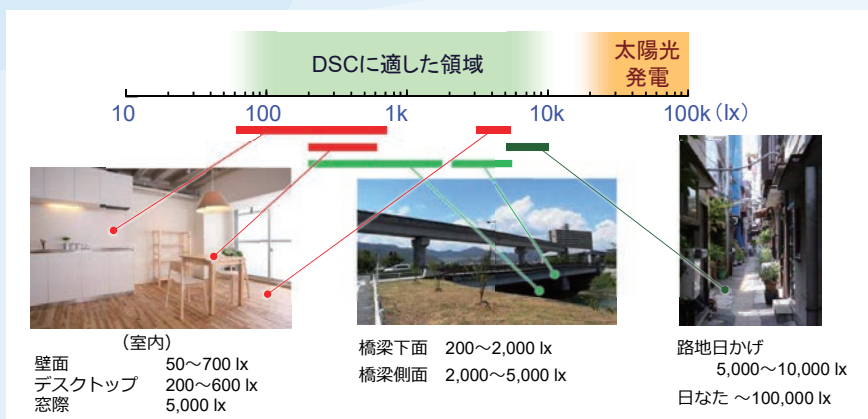 DSCに適した領域
太陽光
発電
10 100 1k 10k 100k (lx)
(室内)
壁面 50～700 lx
デスクトップ 200～600 lx
窓際 5,000 lx
橋梁下面 200～2,000 lx
橋梁側面 2,000～5,000 lx
路地日かげ
5,000～10,000 lx
日なた ～100,000 lx